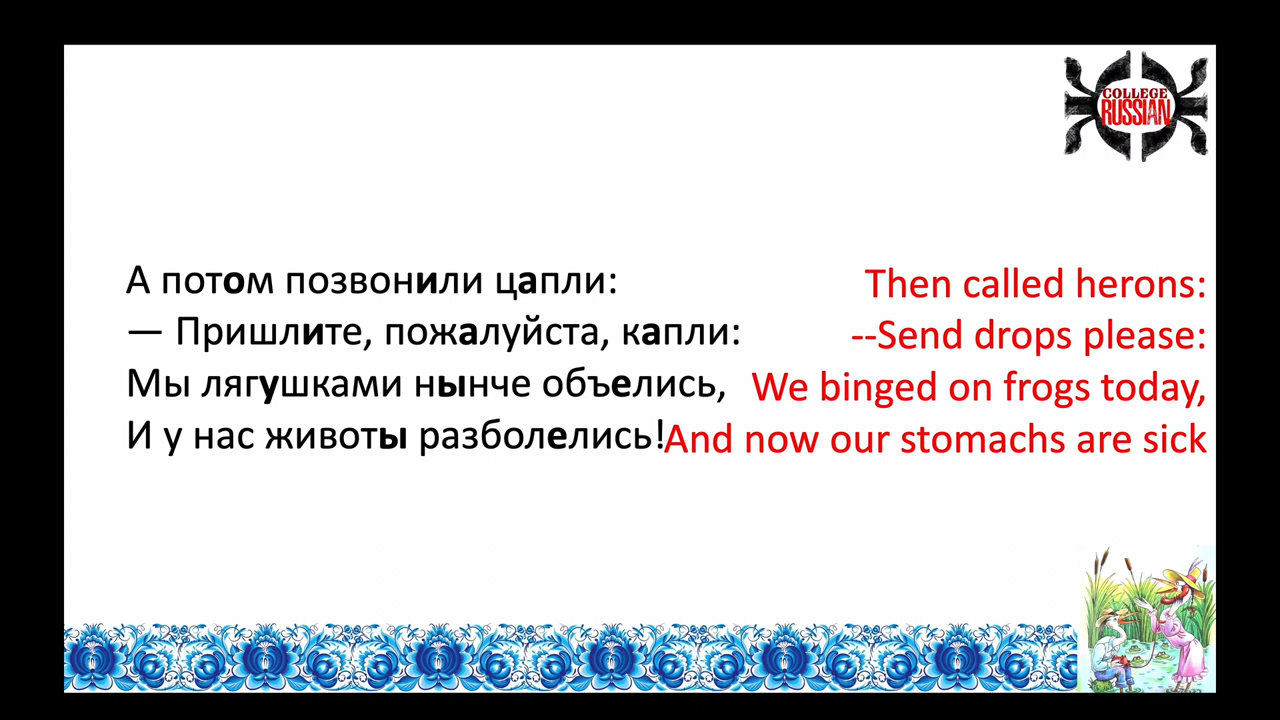 COLLEGE
RUSSIAN
А потом позвонили цапли:
— Пришлите, пожалуйста, капли:
Мы лягушками нынче объелись,
И у нас животы разболелись!
Then called herons:
--Send drops please:
We binged on frogs today,
And now our stomachs are sick